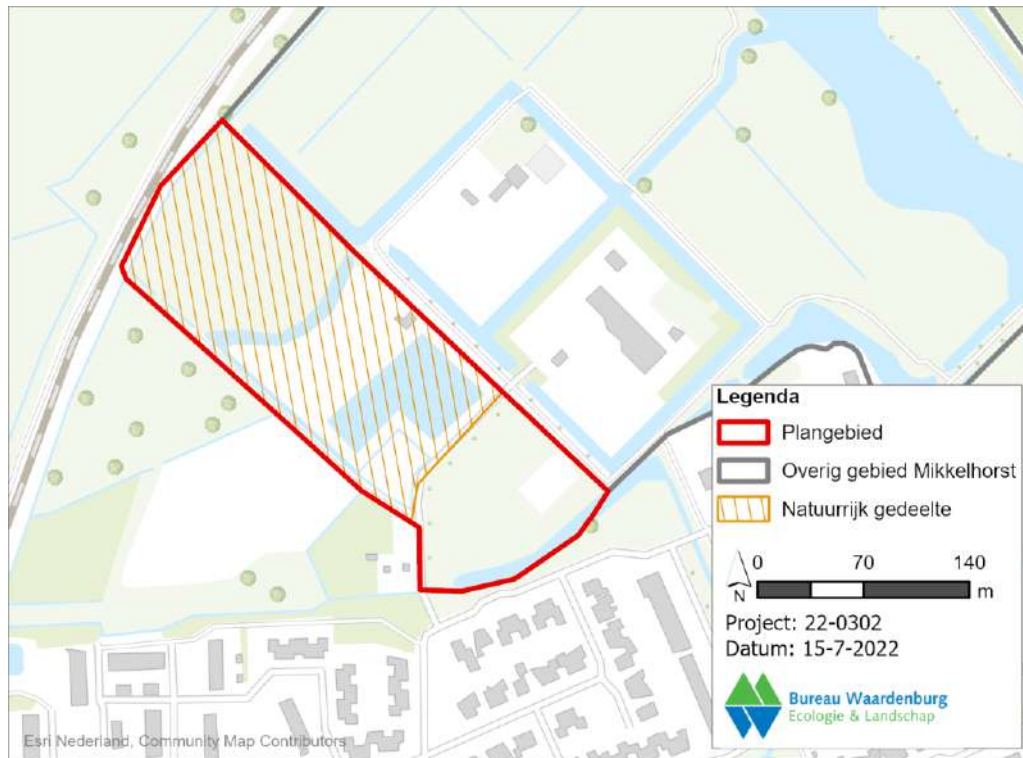 Legenda
Plangebied
Overig gebied Mikkelhorst
Natuurrijk gedeelte
N
0 70 140
m
Project: 22-0302
Datum: 15-7-2022
Bureau Waardenburg
Ecologie & Landschap
Esri Nederland, Community Map Contributors